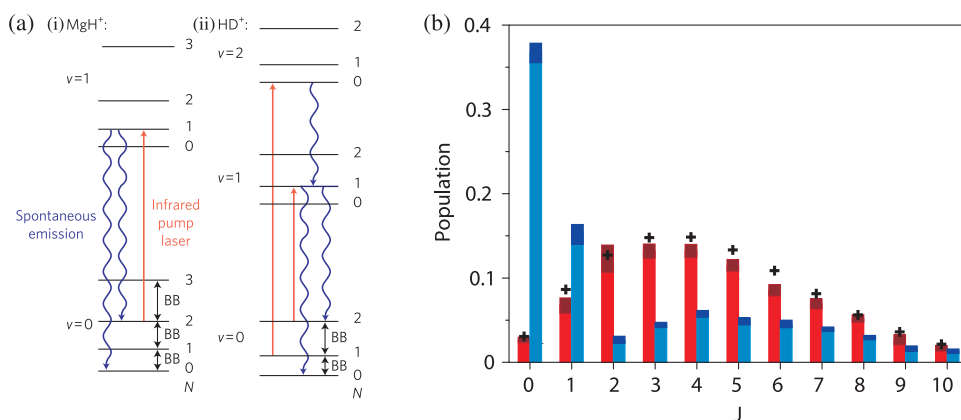 (a) (i) MgH⁺: (ii) HD⁺: (b)
3
v=1
2
1
0
Spontaneous
emission
Infrared
pump
laser
3
BB
v=0
2
BB
1
BB
0
N
2
v=2
1
0
2
v=1
1
0
2
v=0
BB
1
BB
0
N
Population
0.4
0.3
0.2
0.1
0
0 1 2 3 4 5 6 7 8 9 10
J